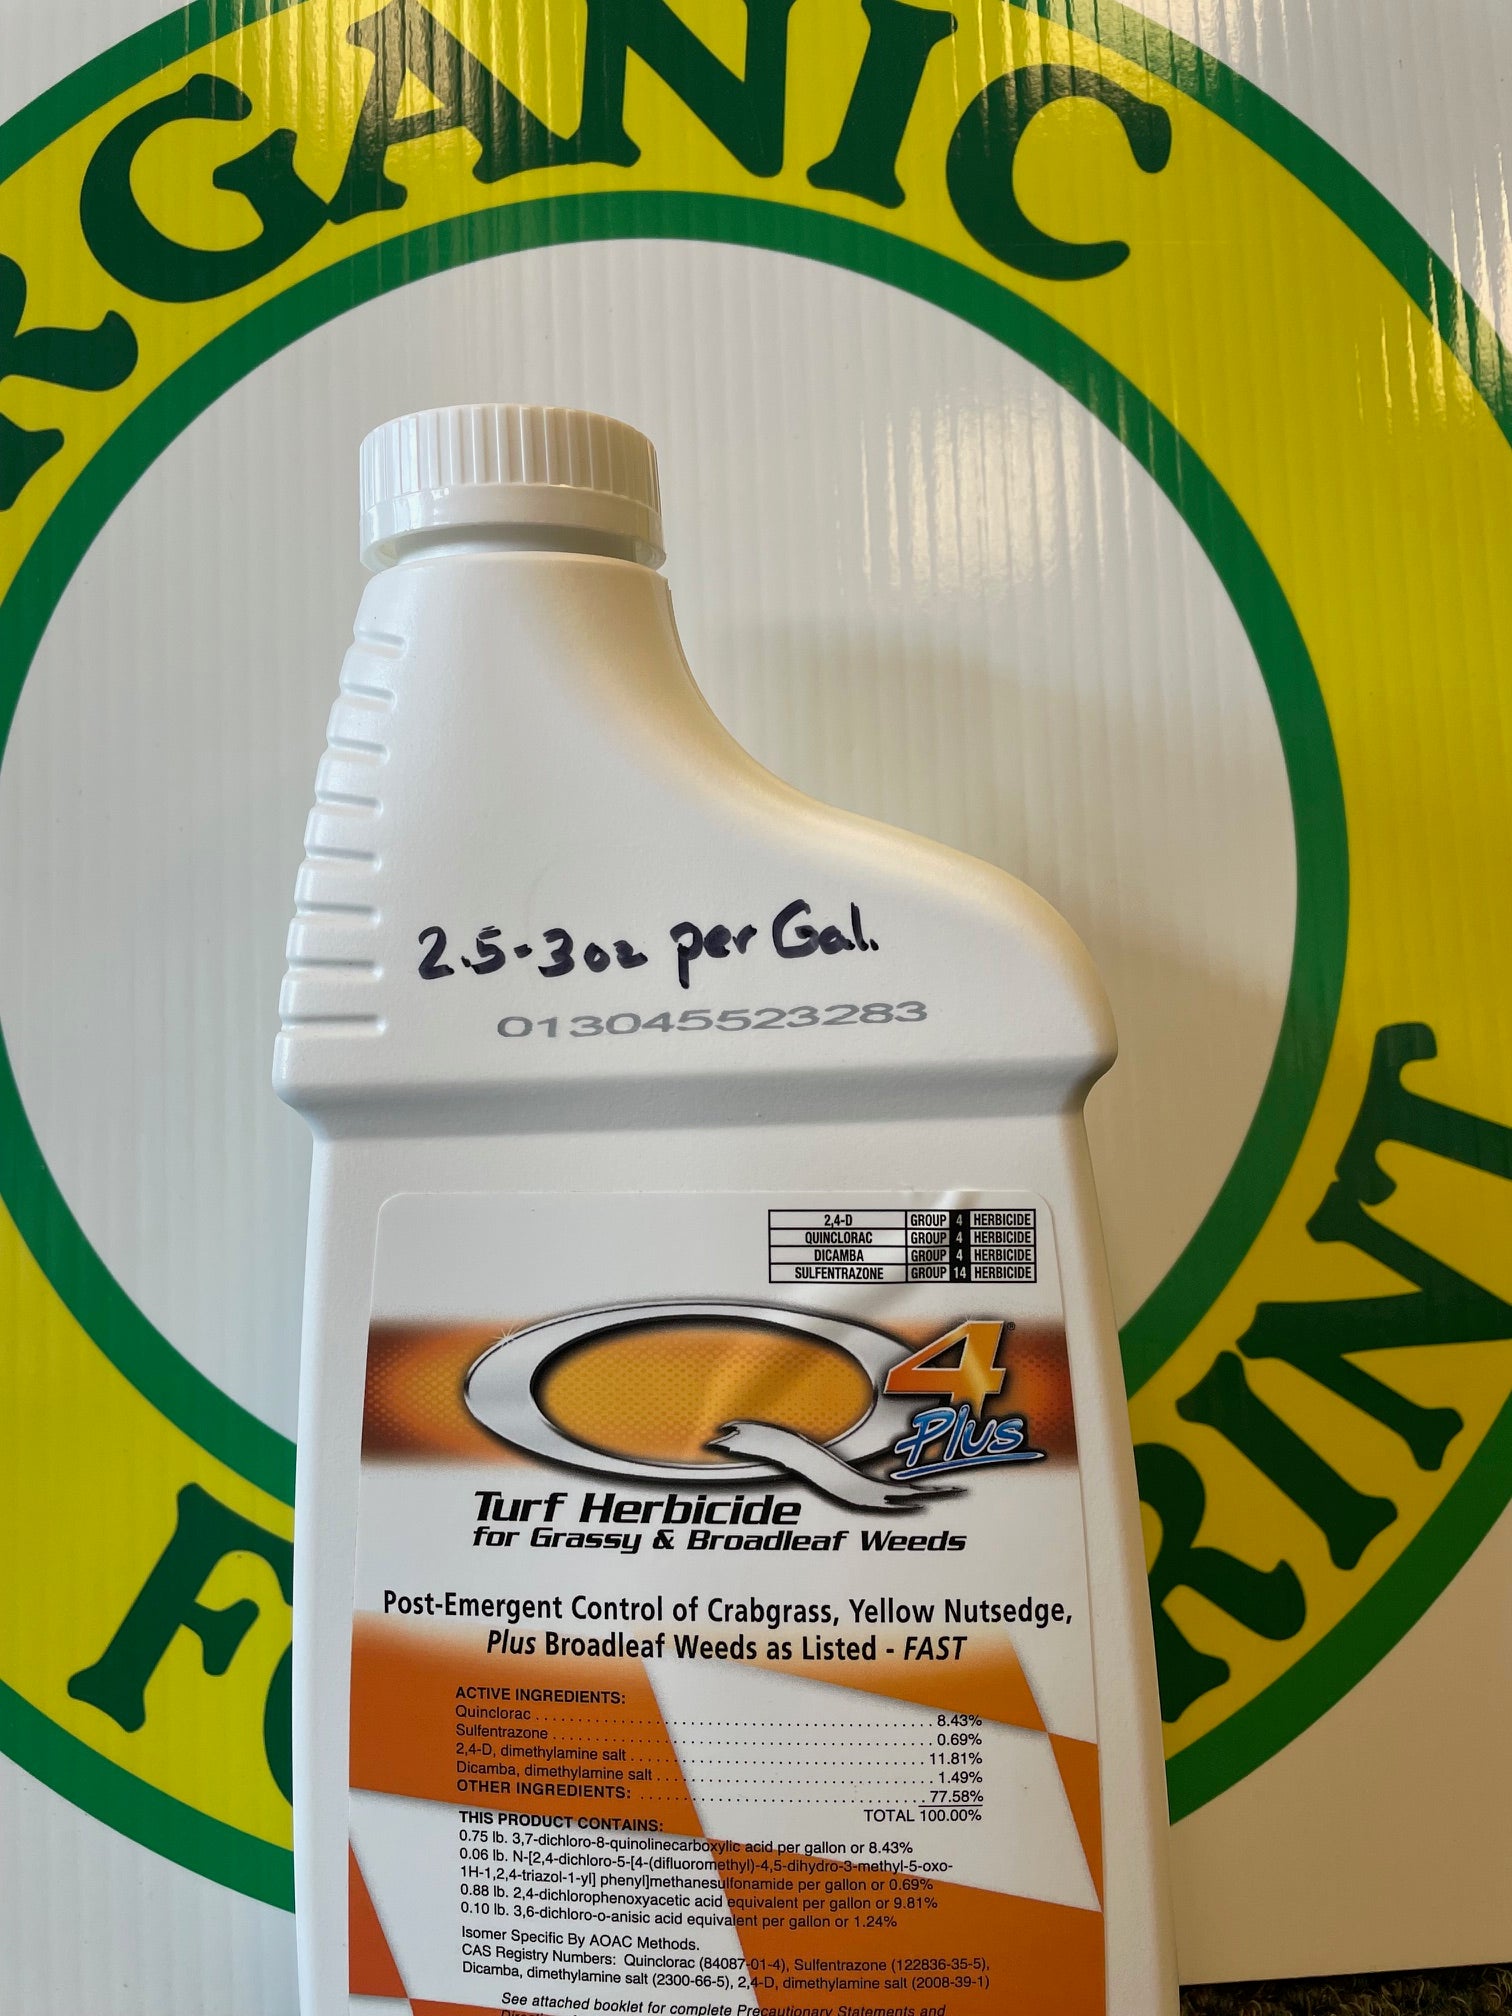 RGANIC
2.5-3oz per Gal.
013045523283
2,4-D GROUP 4 HERBICIDE
QUINCLORAC GROUP 4 HERBICIDE
DICAMBA GROUP 4 HERBICIDE
SULFENTRAZONE GROUP 14 HERBICIDE
Q4®
Plus
Turf Herbicide
for Grassy & Broadleaf Weeds
Post-Emergent Control of Crabgrass, Yellow Nutsedge,
Plus Broadleaf Weeds as Listed - FAST
ACTIVE INGREDIENTS:
Quinclorac . . . . . . . . . . 8.43%
Sulfentrazone . . . . . . . . . . 0.69%
2,4-D, dimethylamine salt . . . . . . . . . . 11.81%
Dicamba, dimethylamine salt . . . . . . . . . . 1.49%
OTHER INGREDIENTS: . . . . . . . . . . 77.58%
TOTAL 100.00%
THIS PRODUCT CONTAINS:
0.75 lb. 3,7-dichloro-8-quinolinecarboxylic acid per gallon or 8.43%
0.06 lb. N-[2,4-dichloro-5-[4-(difluoromethyl)-4,5-dihydro-3-methyl-5-oxo-
1H-1,2,4-triazol-1-yl] phenyl]methanesulfonamide per gallon or 0.69%
0.88 lb. 2,4-dichlorophenoxyacetic acid equivalent per gallon or 9.81%
0.10 lb. 3,6-dichloro-o-anisic acid equivalent per gallon or 1.24%
Isomer Specific By AOAC Methods.
CAS Registry Numbers: Quinclorac (84087-01-4), Sulfentrazone (122836-35-5),
Dicamba, dimethylamine salt (2300-66-5), 2,4-D, dimethylamine salt (2008-39-1)
See attached booklet for complete Precautionary Statements and